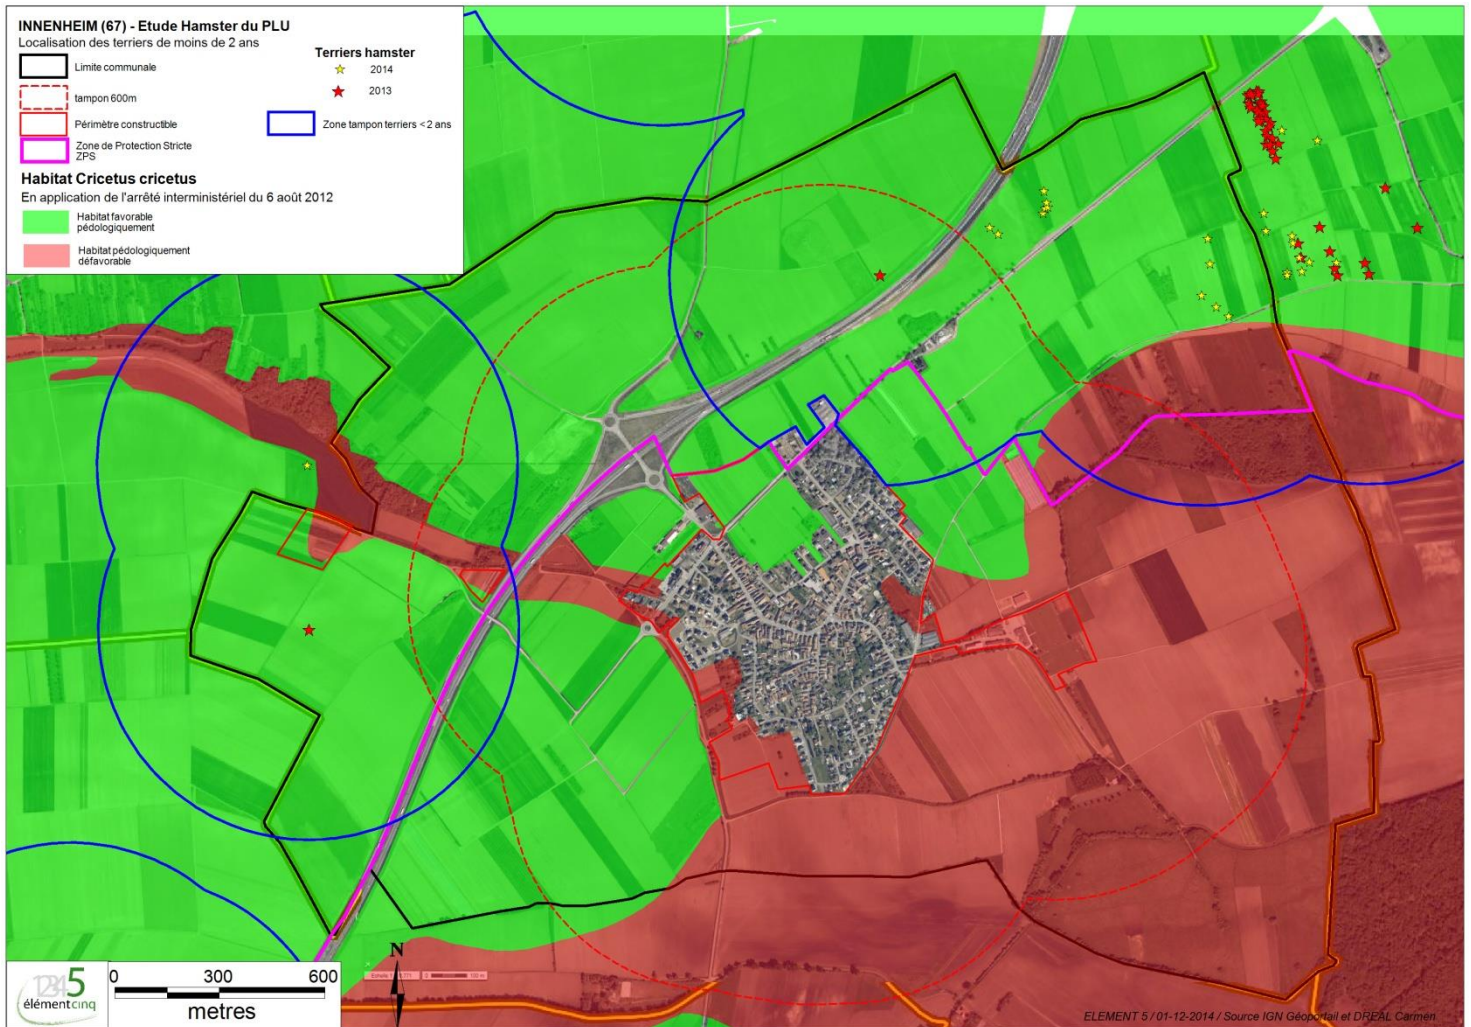 INNENHEIM (67) - Etude Hamster du PLU
Localisation des terriers de moins de 2 ans
Limite communale
tampon 600m
Périmètre constructible
Zone de Protection Stricte
ZPS
Terriers hamster
2014
2013
Zone tampon terriers < 2 ans
Habitat Cricetus cricetus
En application de l'arrêté interministériel du 6 août 2012
Habitat favorable
pédologiquement
Habitat pédologiquement
défavorable
12345
élémentcinq
0 300 600
metres
N
ELEMENT 5 / 01-12-2014 / Source IGN Géoportail et DREAL Carmen